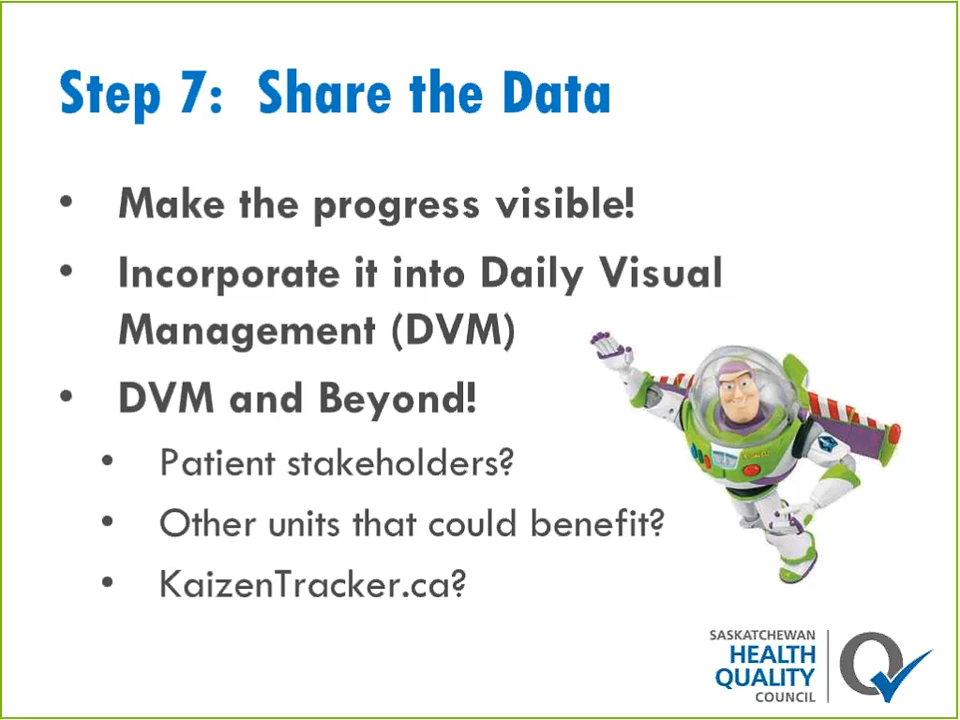 Step 7: Share the Data
• Make the progress visible!
• Incorporate it into Daily Visual
Management (DVM)
• DVM and Beyond!
• Patient stakeholders?
• Other units that could benefit?
• KaizenTracker.ca?
SASKATCHEWAN
HEALTH
QUALITY
COUNCIL